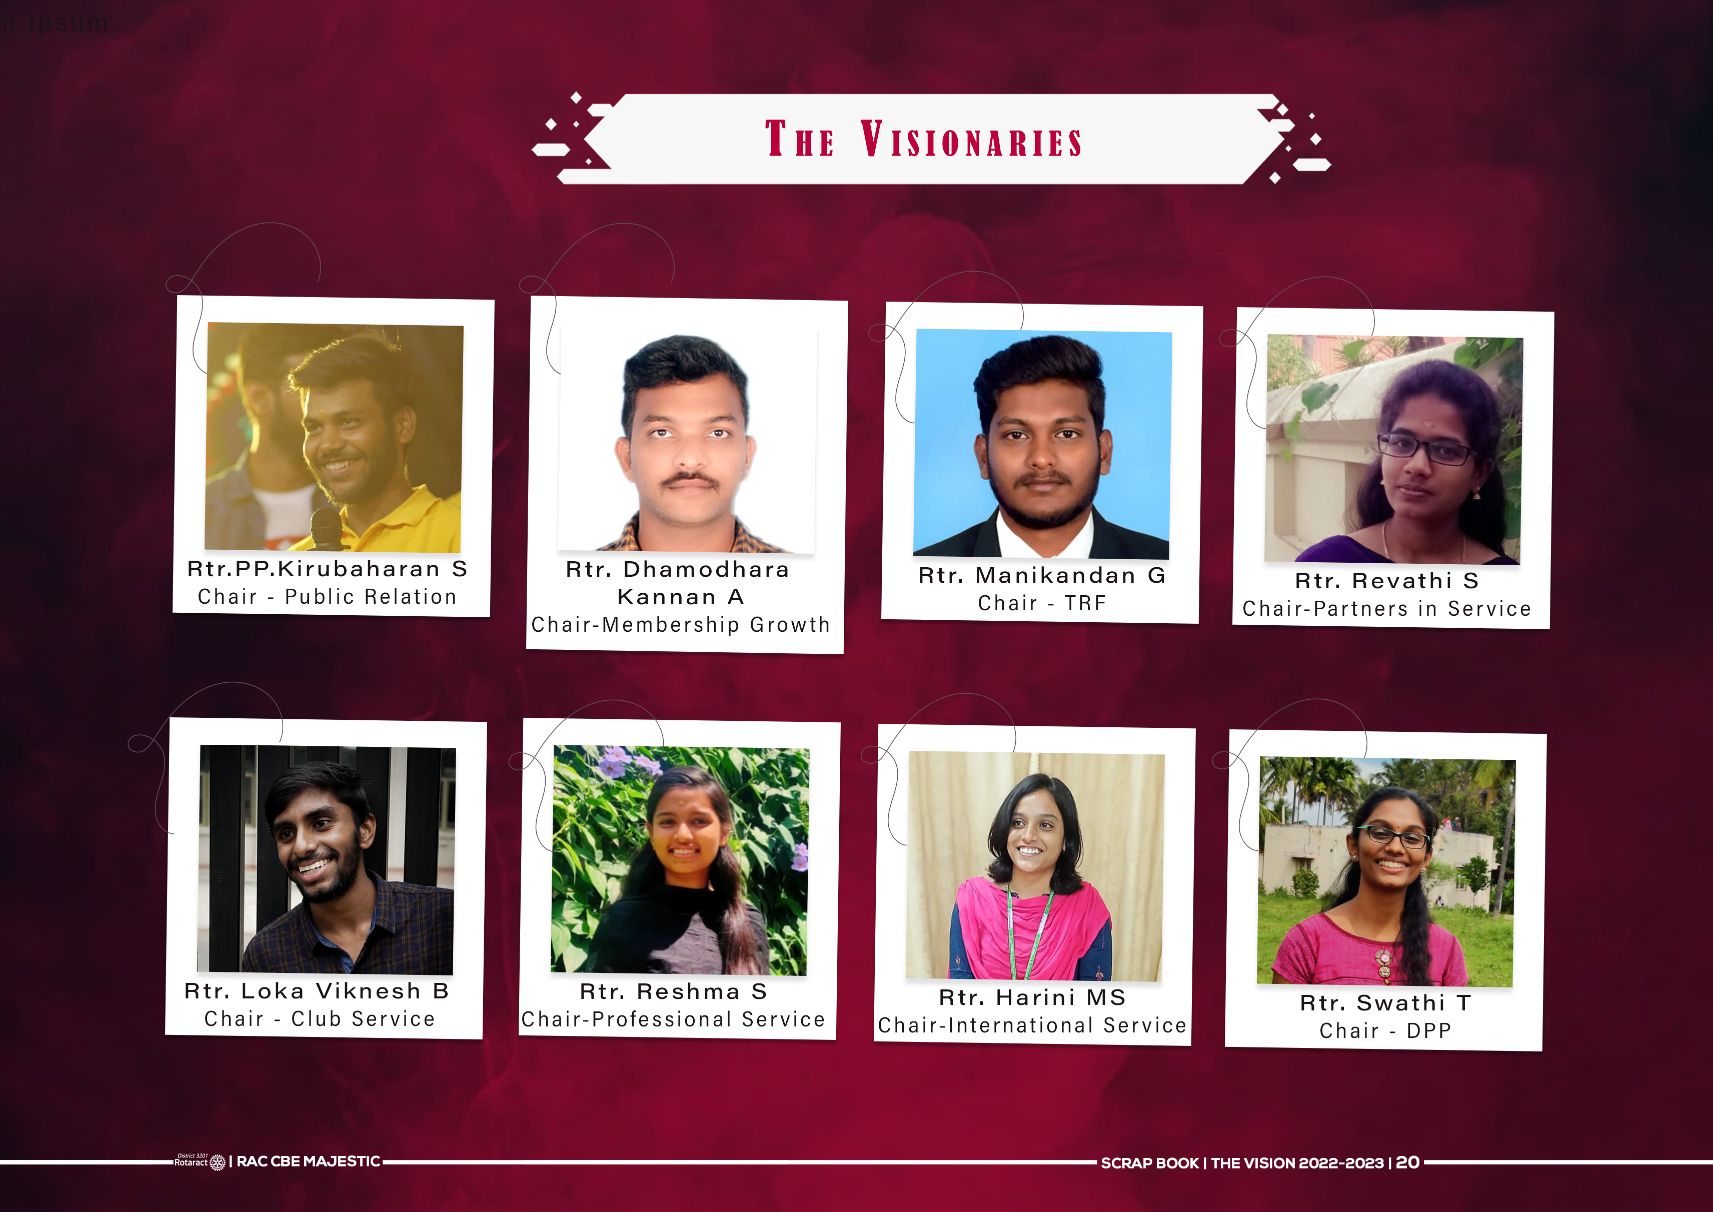 m Ipsum
The Visionaries
Rtr.PP.Kirubaharan S
Chair - Public Relation
Rtr. Dhamodhara
Kannan A
Chair-Membership Growth
Rtr. Manikandan G
Chair - TRF
Rtr. Revathi S
Chair-Partners in Service
Rtr. Loka Viknesh B
Chair - Club Service
Rtr. Reshma S
Chair-Professional Service
Rtr. Harini MS
Chair-International Service
Rtr. Swathi T
Chair - DPP
District 3201
Rotaract | RAC CBE MAJESTIC
SCRAP BOOK | THE VISION 2022-2023 | 20